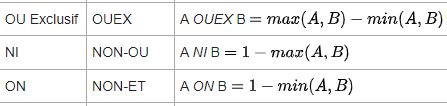 OU Exclusif OUEX A OUEX B = max(A, B) − min(A, B)
NI NON-OU A NI B = 1 − max(A, B)
ON NON-ET A ON B = 1 − min(A, B)